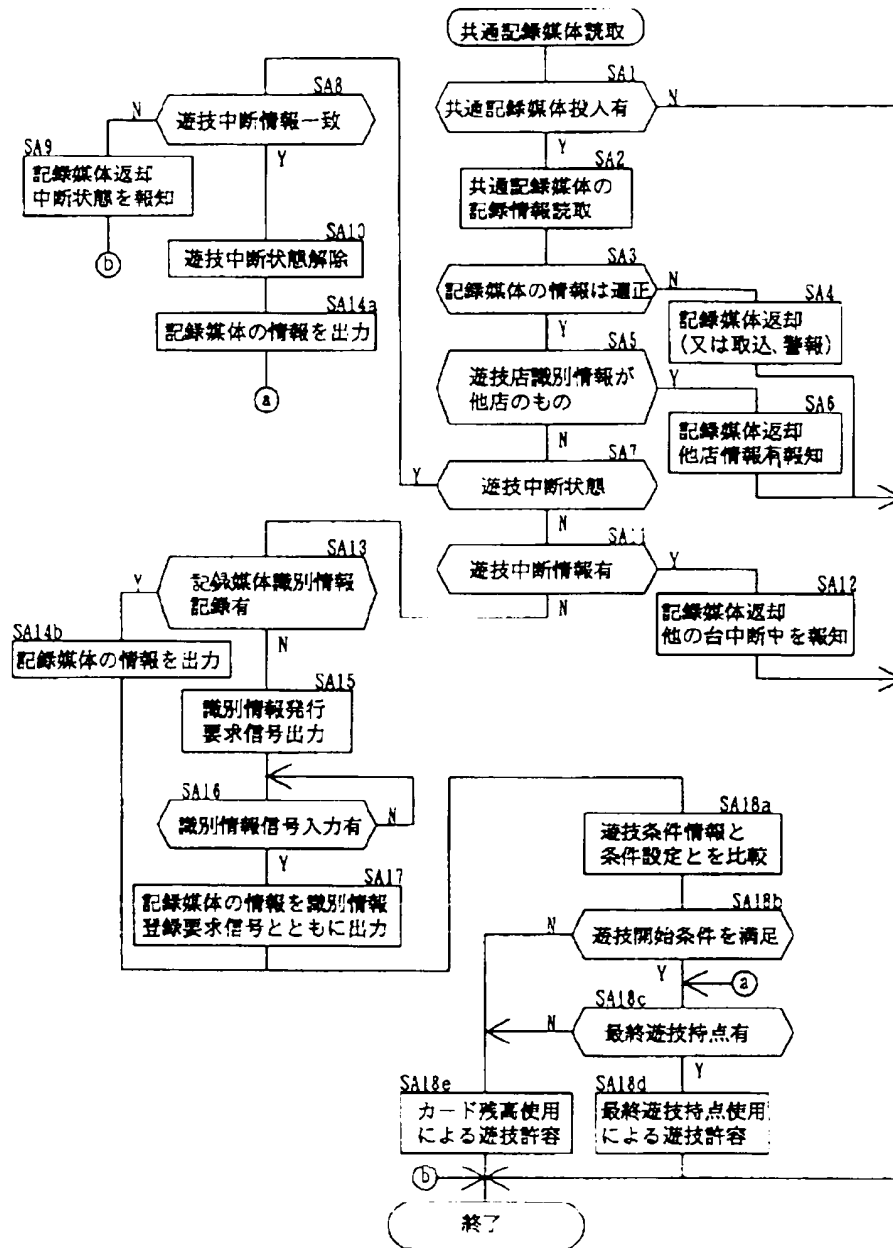 共通記録媒体読取
SA1
共通記録媒体投入有
N
Y
SA2
共通記録媒体の
記録情報読取
SA3
記録媒体の情報は適正
N
Y
SA4
記録媒体返却
(又は取込、警報)
SA5
遊技店識別情報が
他店のもの
Y
N
SA6
記録媒体返却
他店情報有報知
SA7
遊技中断状態
Y
N
SA8
遊技中断情報一致
N
Y
SA9
記録媒体返却
中断状態を報知
b
SA10
遊技中断状態解除
SA14a
記録媒体の情報を出力
a
SA11
遊技中断情報有
Y
N
SA12
記録媒体返却
他の台中断中を報知
SA13
記録媒体識別情報
記録有
Y
N
SA14b
記録媒体の情報を出力
SA15
識別情報発行
要求信号出力
SA16
識別情報信号入力有
N
Y
SA17
記録媒体の情報を識別情報
登録要求信号とともに出力
SA18a
遊技条件情報と
条件設定とを比較
SA18b
遊技開始条件を満足
N
Y
a
SA18c
最終遊技持点有
N
Y
SA18e
カード残高使用
による遊技許容
SA18d
最終遊技持点使用
による遊技許容
b
終了